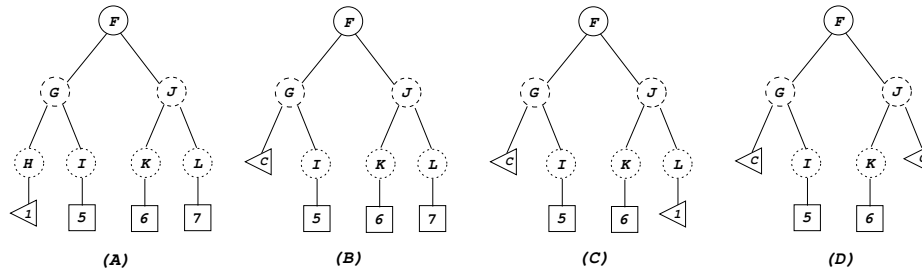 F F F F
G J G J G J G J
H I K L C I K L C I K L C I K C
1 5 6 7 5 6 7 5 6 1 5 6
(A) (B) (C) (D)